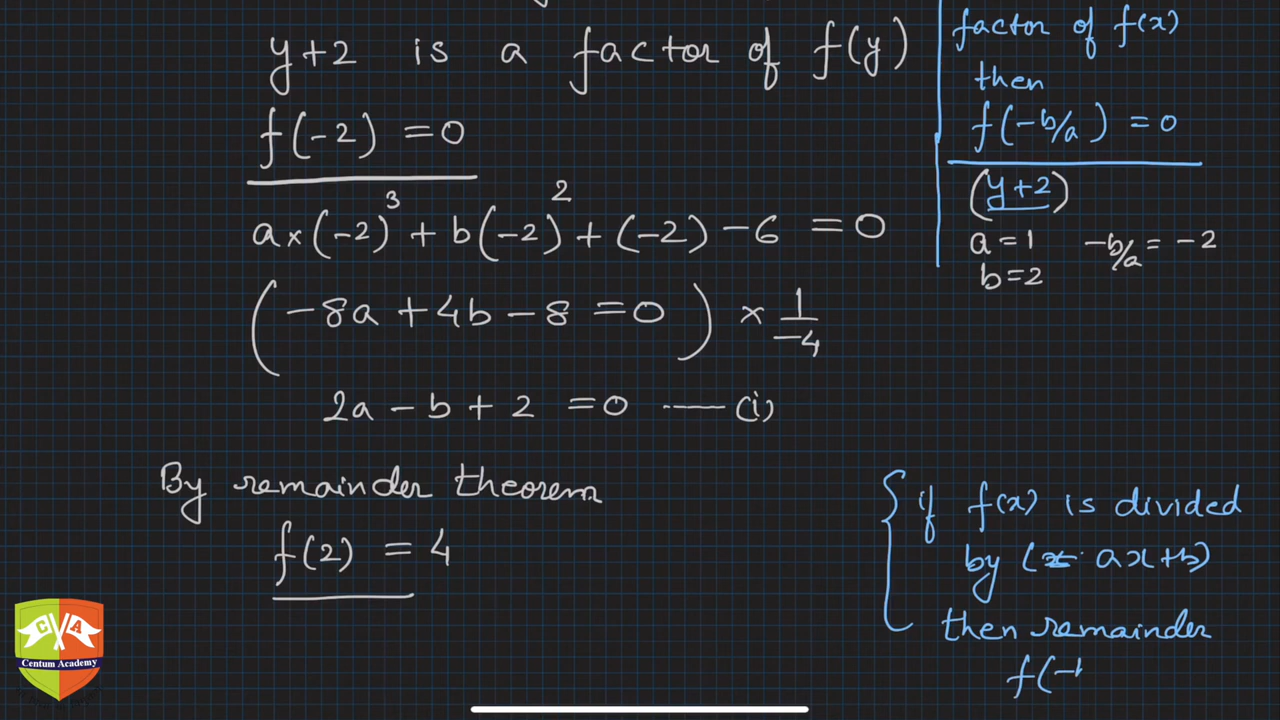 y+2 is a factor of f(y)
f(-2) = 0
a×(-2)³ + b(-2)² + (-2) - 6 = 0
(-8a + 4b - 8 = 0) × 1/-4
2a - b + 2 = 0 —— (i)
By remainder theorem
f(2) = 4
factor of f(x)
then
f(-b/a) = 0
(y+2)
a = 1 -b/a = -2
b = 2
{ if f(x) is divided
by (ax+b)
then remainder
f(-
CA
Centum Academy